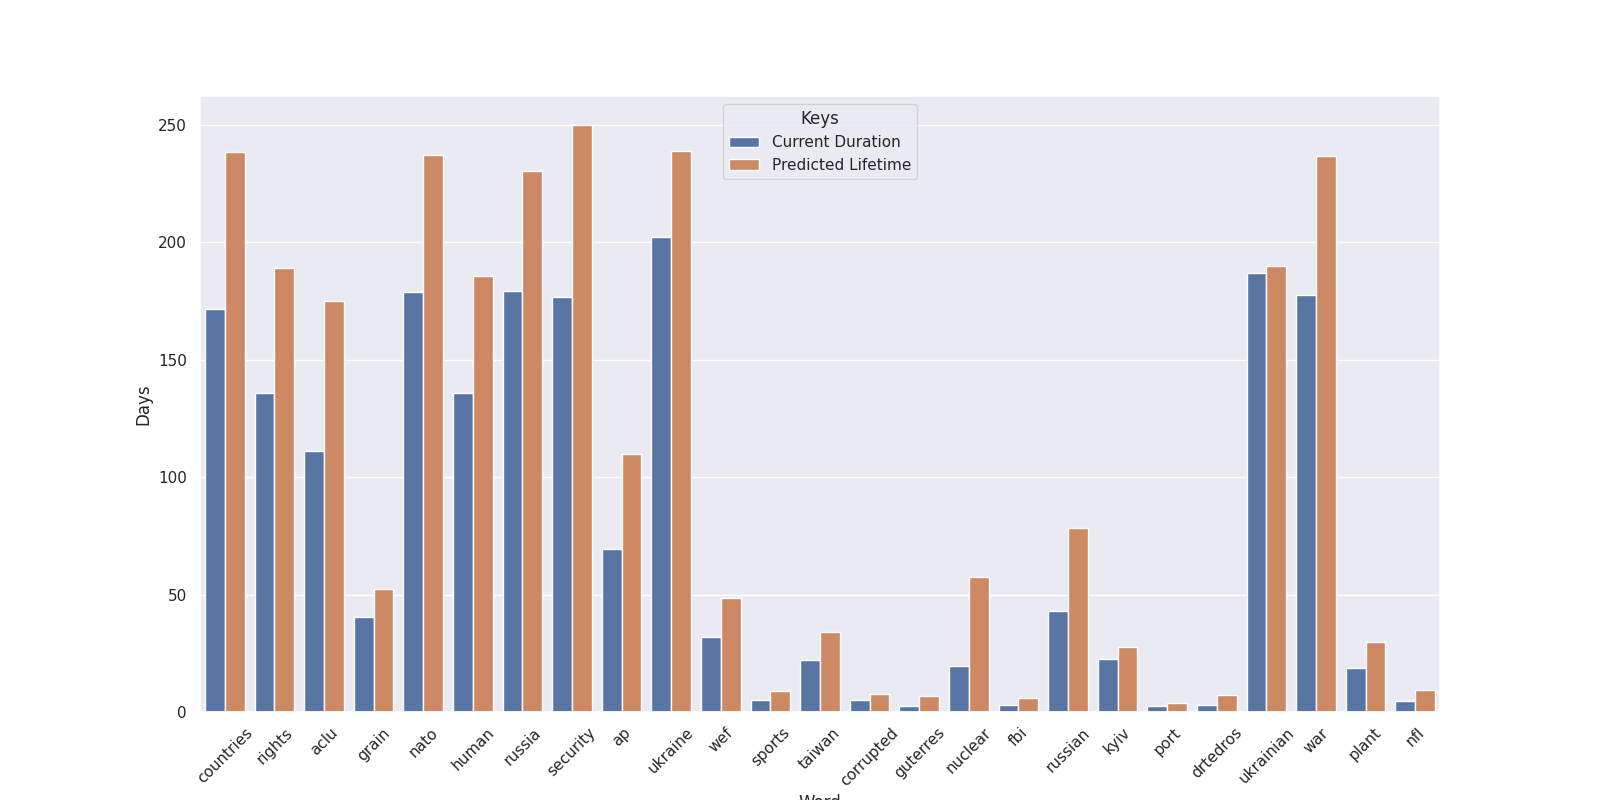 Keys
Current Duration
Predicted Lifetime
250
200
150
100
50
0
Days
countries
rights
aclu
grain
nato
human
russia
security
ap
ukraine
wef
sports
taiwan
corrupted
guterres
nuclear
fbi
russian
kyiv
port
drtedros
ukrainian
war
plant
nfl
Word